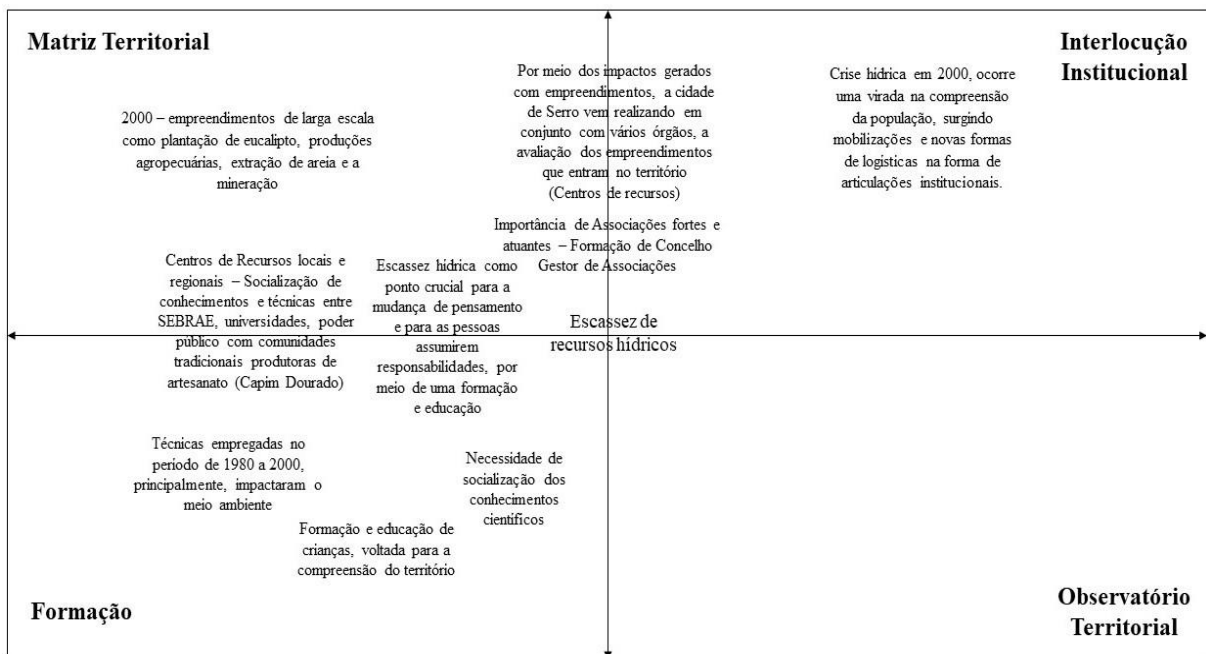 Matriz Territorial
Interlocução
Institucional
2000 – empreendimentos de larga escala
como plantação de eucalipto, produções
agropecuárias, extração de areia e a
mineração
Por meio dos impactos gerados
com empreendimentos, a cidade
de Serro vem realizando em
conjunto com vários órgãos, a
avaliação dos empreendimentos
que entram no território
(Centros de recursos)
Crise hídrica em 2000, ocorre
uma virada na compreensão
da população, surgindo
mobilizações e novas formas
de logísticas na forma de
articulações institucionais.
Importância de Associações fortes e
atuantes – Formação de Concelho
Gestor de Associações
Centros de Recursos locais e
regionais – Socialização de
conhecimentos e técnicas entre
SEBRAE, universidades, poder
público com comunidades
tradicionais produtoras de
artesanato (Capim Dourado)
Escassez hídrica como
ponto crucial para a
mudança de pensamento
e para as pessoas
assumirem
responsabilidades, por
meio de uma formação
e educação
Escassez de
recursos hídricos
Técnicas empregadas no
período de 1980 a 2000,
principalmente, impactaram o
meio ambiente
Necessidade de
socialização dos
conhecimentos
científicos
Formação e educação de
crianças, voltada para a
compreensão do território
Formação
Observatório
Territorial